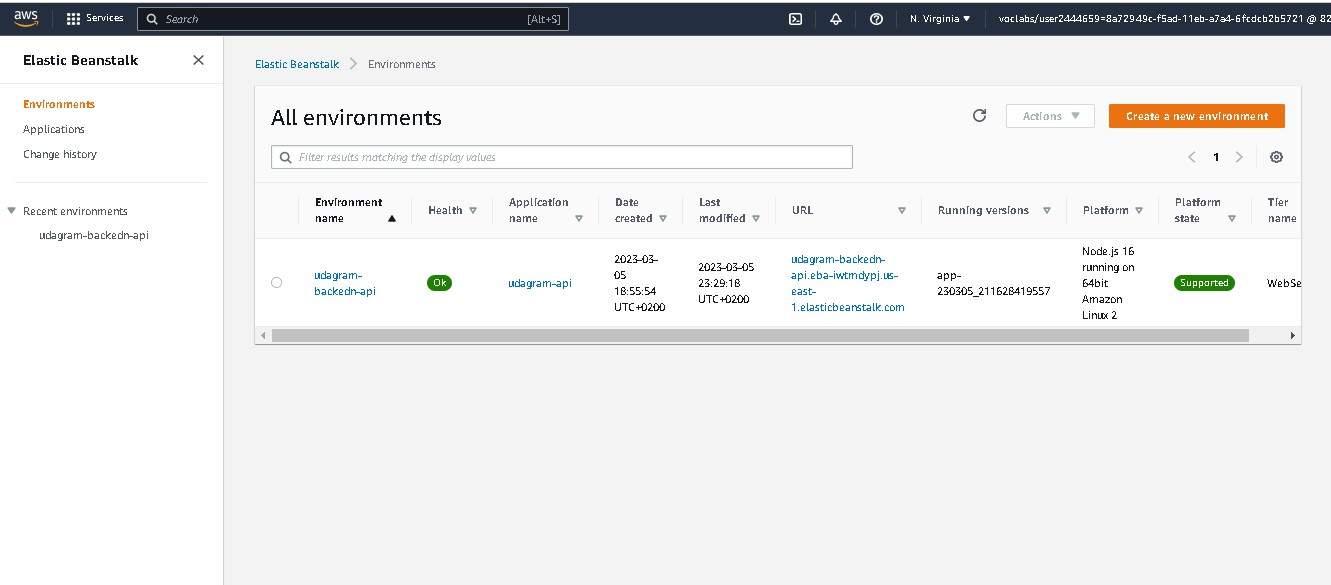 aws
Services
Search
[Alt+S]
N. Virginia
voclabs/user2444659=8a72949c-f5ad-11eb-a7a4-6fcdcb2b5721 @ 82
Elastic Beanstalk
Environments
Applications
Change history
Recent environments
udagram-backedn-api
Elastic Beanstalk
Environments
All environments
Actions
Create a new environment
Filter results matching the display values
1
Environment
name
Health
Application
name
Date
created
Last
modified
URL
Running versions
Platform
Platform
state
Tier
name
udagram-
backedn-api
Ok
udagram-api
2023-03-
05
18:55:54
UTC+0200
2023-03-05
23:29:18
UTC+0200
udagram-backedn-
api.eba-iwtmdypj.us-
east-
1.elasticbeanstalk.com
app-
230305_211628419557
Node.js 16
running on
64bit
Amazon
Linux 2
Supported
WebSe